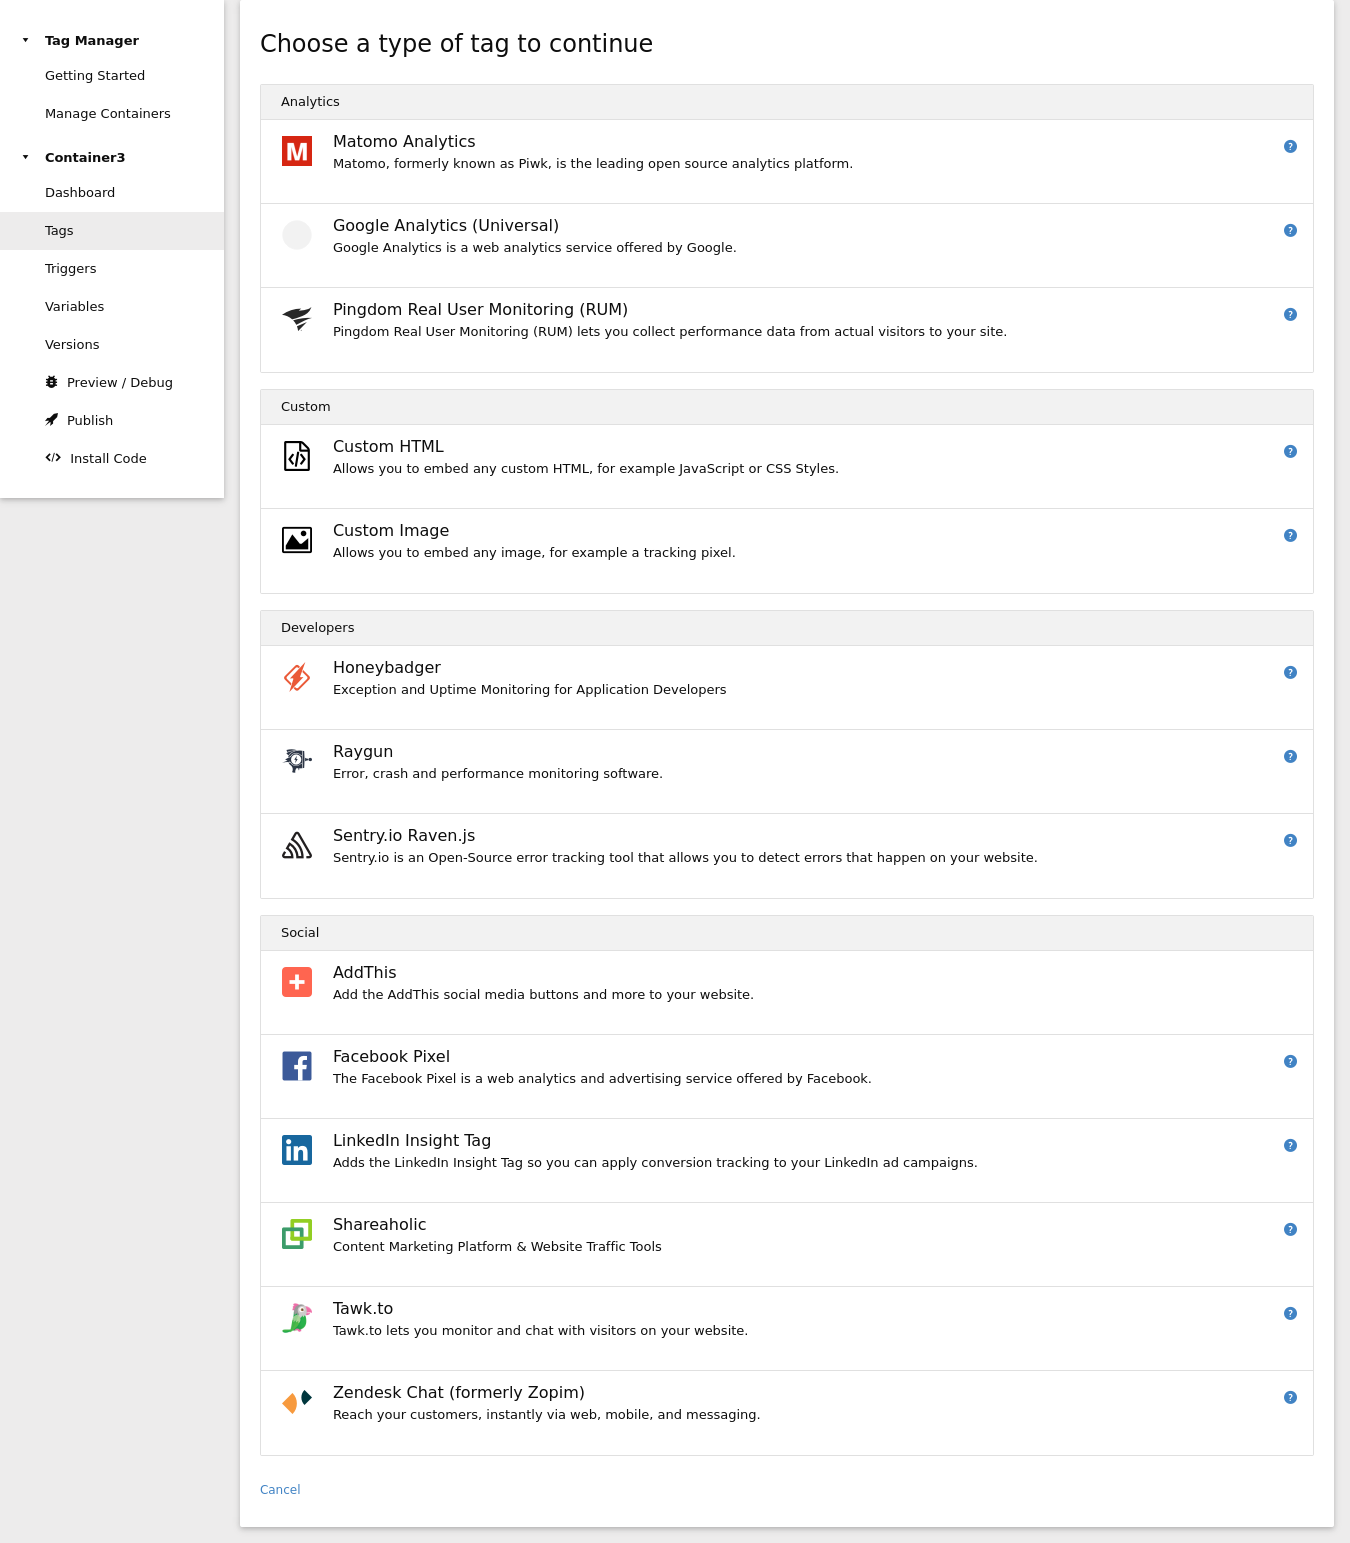 Tag Manager
Getting Started
Manage Containers
Container3
Dashboard
Tags
Triggers
Variables
Versions
Preview / Debug
Publish
Install Code
Choose a type of tag to continue
Analytics
Matomo Analytics
Matomo, formerly known as Piwk, is the leading open source analytics platform.
Google Analytics (Universal)
Google Analytics is a web analytics service offered by Google.
Pingdom Real User Monitoring (RUM)
Pingdom Real User Monitoring (RUM) lets you collect performance data from actual visitors to your site.
Custom
Custom HTML
Allows you to embed any custom HTML, for example JavaScript or CSS Styles.
Custom Image
Allows you to embed any image, for example a tracking pixel.
Developers
Honeybadger
Exception and Uptime Monitoring for Application Developers
Raygun
Error, crash and performance monitoring software.
Sentry.io Raven.js
Sentry.io is an Open-Source error tracking tool that allows you to detect errors that happen on your website.
Social
AddThis
Add the AddThis social media buttons and more to your website.
Facebook Pixel
The Facebook Pixel is a web analytics and advertising service offered by Facebook.
LinkedIn Insight Tag
Adds the LinkedIn Insight Tag so you can apply conversion tracking to your LinkedIn ad campaigns.
Shareaholic
Content Marketing Platform & Website Traffic Tools
Tawk.to
Tawk.to lets you monitor and chat with visitors on your website.
Zendesk Chat (formerly Zopim)
Reach your customers, instantly via web, mobile, and messaging.
Cancel